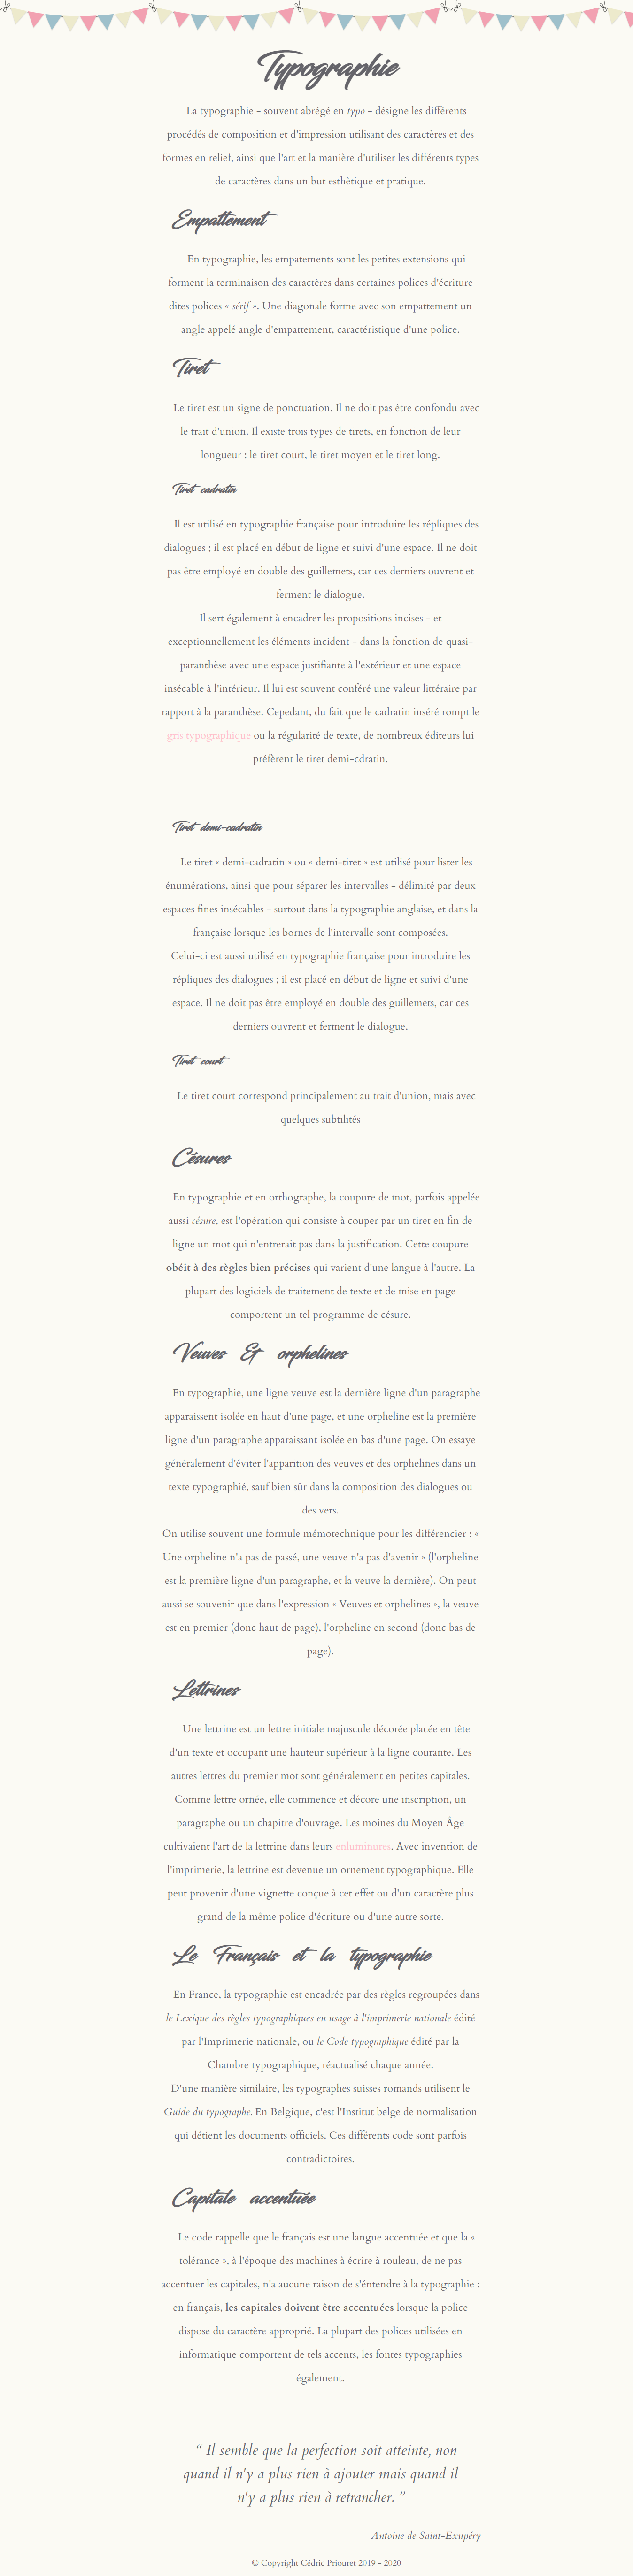 Typographie
La typographie - souvent abrégé en typo - désigne les différents
procédés de composition et d'impression utilisant des caractères et des
formes en relief, ainsi que l'art et la manière d'utiliser les différents types
de caractères dans un but esthètique et pratique.
Empattement
En typographie, les empatements sont les petites extensions qui
forment la terminaison des caractères dans certaines polices d'écriture
dites polices « sérif ». Une diagonale forme avec son empattement un
angle appelé angle d'empattement, caractéristique d'une police.
Tiret
Le tiret est un signe de ponctuation. Il ne doit pas être confondu avec
le trait d'union. Il existe trois types de tirets, en fonction de leur
longueur : le tiret court, le tiret moyen et le tiret long.
Tiret cadratin
Il est utilisé en typographie française pour introduire les répliques des
dialogues ; il est placé en début de ligne et suivi d'une espace. Il ne doit
pas être employé en double des guillemets, car ces derniers ouvrent et
ferment le dialogue.
Il sert également à encadrer les propositions incises - et
exceptionnellement les éléments incident - dans la fonction de quasi-
paranthèse avec une espace justifiante à l'extérieur et une espace
insécable à l'intérieur. Il lui est souvent conféré une valeur littéraire par
rapport à la paranthèse. Cepedant, du fait que le cadratin inséré rompt le
gris typographique ou la régularité de texte, de nombreux éditeurs lui
préfèrent le tiret demi-cdratin.
Tiret demi-cadratin
Le tiret « demi-cadratin » ou « demi-tiret » est utilisé pour lister les
énumérations, ainsi que pour séparer les intervalles - délimité par deux
espaces fines insécables - surtout dans la typographie anglaise, et dans la
française lorsque les bornes de l'intervalle sont composées.
Celui-ci est aussi utilisé en typographie française pour introduire les
répliques des dialogues ; il est placé en début de ligne et suivi d'une
espace. Il ne doit pas être employé en double des guillemets, car ces
derniers ouvrent et ferment le dialogue.
Tiret court
Le tiret court correspond principalement au trait d'union, mais avec
quelques subtilités
Césures
En typographie et en orthographe, la coupure de mot, parfois appelée
aussi césure, est l'opération qui consiste à couper par un tiret en fin de
ligne un mot qui n'entrerait pas dans la justification. Cette coupure
obéit à des règles bien précises qui varient d'une langue à l'autre. La
plupart des logiciels de traitement de texte et de mise en page
comportent un tel programme de césure.
Veuves & orphelines
En typographie, une ligne veuve est la dernière ligne d'un paragraphe
apparaissent isolée en haut d'une page, et une orpheline est la première
ligne d'un paragraphe apparaissant isolée en bas d'une page. On essaye
généralement d'éviter l'apparition des veuves et des orphelines dans un
texte typographié, sauf bien sûr dans la composition des dialogues ou
des vers.
On utilise souvent une formule mémotechnique pour les différencier : «
Une orpheline n'a pas de passé, une veuve n'a pas d'avenir » (l'orpheline
est la première ligne d'un paragraphe, et la veuve la dernière). On peut
aussi se souvenir que dans l'expression « Veuves et orphelines », la veuve
est en premier (donc haut de page), l'orpheline en second (donc bas de
page).
Lettrines
Une lettrine est un lettre initiale majuscule décorée placée en tête
d'un texte et occupant une hauteur supérieur à la ligne courante. Les
autres lettres du premier mot sont généralement en petites capitales.
Comme lettre ornée, elle commence et décore une inscription, un
paragraphe ou un chapitre d'ouvrage. Les moines du Moyen Âge
cultivaient l'art de la lettrine dans leurs enluminures. Avec invention de
l'imprimerie, la lettrine est devenue un ornement typographique. Elle
peut provenir d'une vignette conçue à cet effet ou d'un caractère plus
grand de la même police d'écriture ou d'une autre sorte.
Le Français et la typographie
En France, la typographie est encadrée par des règles regroupées dans
le Lexique des règles typographiques en usage à l'imprimerie nationale édité
par l'Imprimerie nationale, ou le Code typographique édité par la
Chambre typographique, réactualisé chaque année.
D'une manière similaire, les typographes suisses romands utilisent le
Guide du typographe. En Belgique, c'est l'Institut belge de normalisation
qui détient les documents officiels. Ces différents code sont parfois
contradictoires.
Capitale accentuée
Le code rappelle que le français est une langue accentuée et que la «
tolérance », à l'époque des machines à écrire à rouleau, de ne pas
accentuer les capitales, n'a aucune raison de s'éntendre à la typographie :
en français, les capitales doivent être accentuées lorsque la police
dispose du caractère approprié. La plupart des polices utilisées en
informatique comportent de tels accents, les fontes typographies
également.
“ Il semble que la perfection soit atteinte, non
quand il n'y a plus rien à ajouter mais quand il
n'y a plus rien à retrancher. ”
Antoine de Saint-Exupéry
© Copyright Cédric Priouret 2019 - 2020